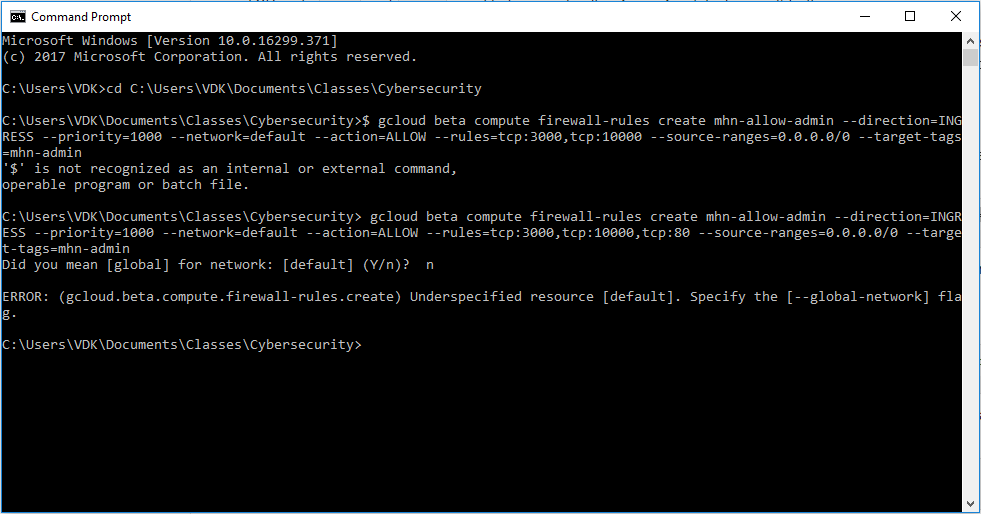 Command Prompt
Microsoft Windows [Version 10.0.16299.371]
(c) 2017 Microsoft Corporation. All rights reserved.
C:\Users\VDK>cd C:\Users\VDK\Documents\Classes\Cybersecurity
C:\Users\VDK\Documents\Classes\Cybersecurity>$ gcloud beta compute firewall-rules create mhn-allow-admin --direction=ING
RESS --priority=1000 --network=default --action=ALLOW --rules=tcp:3000,tcp:10000 --source-ranges=0.0.0.0/0 --target-tags
=mhn-admin
'$' is not recognized as an internal or external command,
operable program or batch file.
C:\Users\VDK\Documents\Classes\Cybersecurity> gcloud beta compute firewall-rules create mhn-allow-admin --direction=INGR
ESS --priority=1000 --network=default --action=ALLOW --rules=tcp:3000,tcp:10000,tcp:80 --source-ranges=0.0.0.0/0 --targe
t-tags=mhn-admin
Did you mean [global] for network: [default] (Y/n)?  n
ERROR: (gcloud.beta.compute.firewall-rules.create) Underspecified resource [default]. Specify the [--global-network] fla
g.
C:\Users\VDK\Documents\Classes\Cybersecurity>